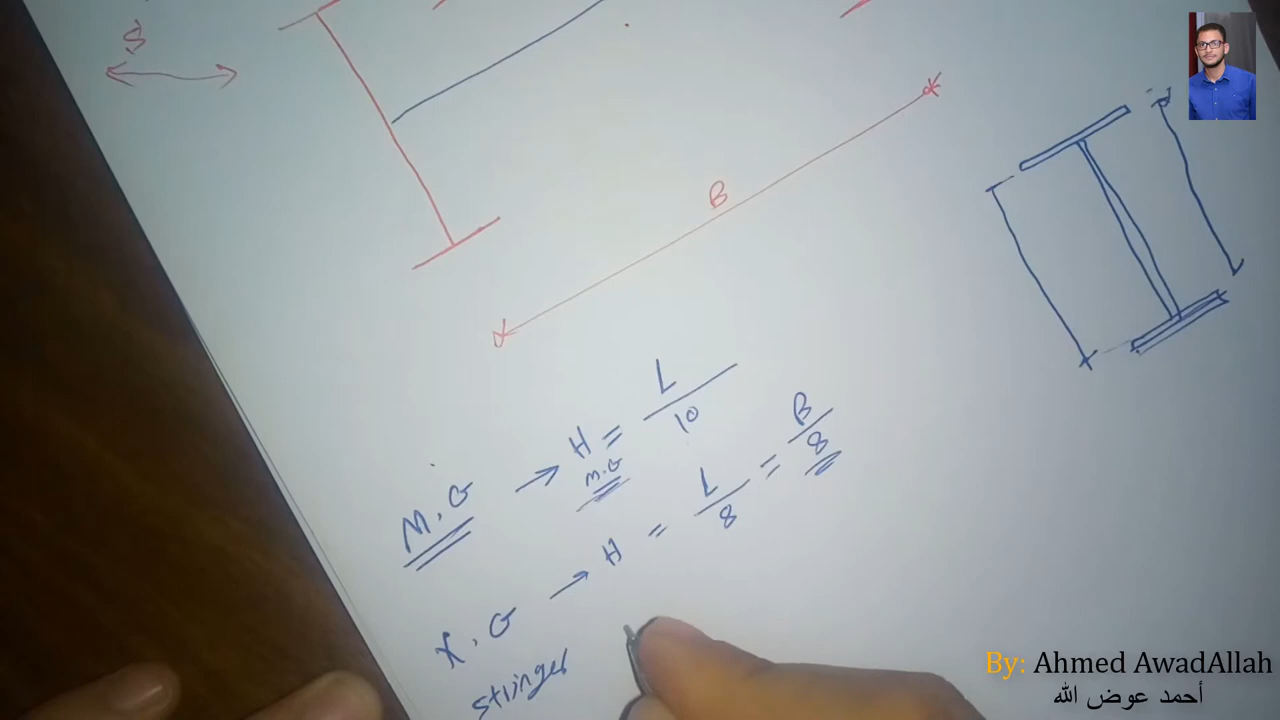 S
B
M.G → H M.G = L/10
X.G → H = L/8 = B/8
stringer
By: Ahmed AwadAllah
أحمد عوض الله